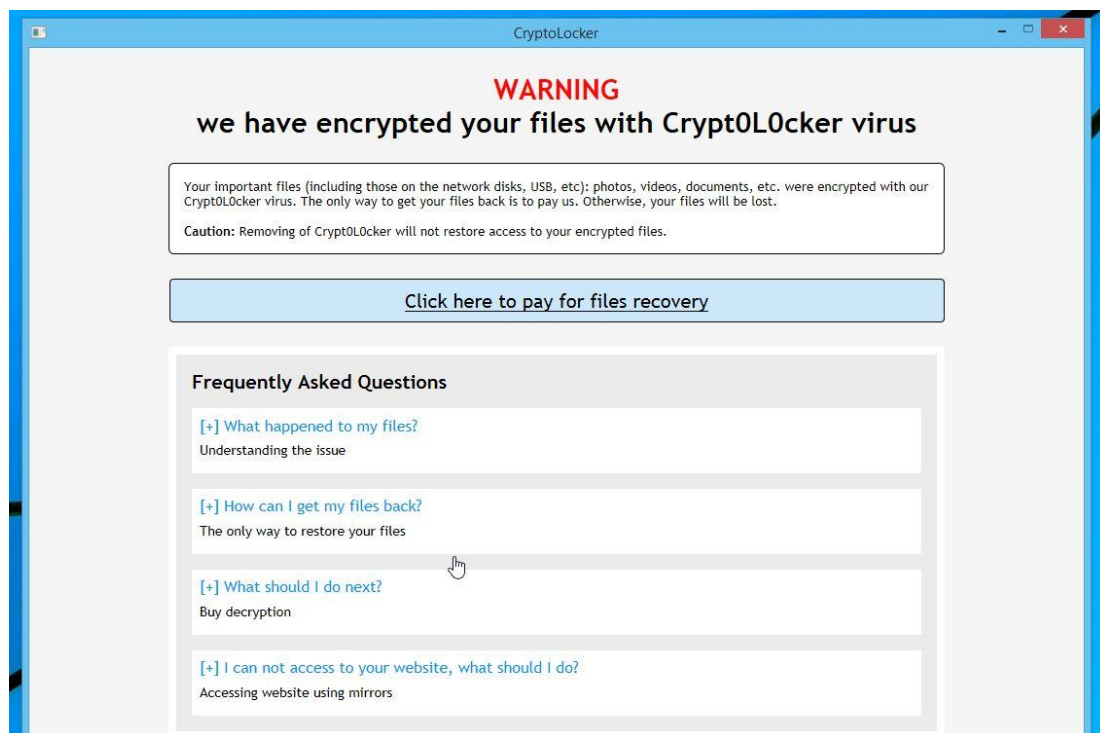 CryptoLocker
WARNING
we have encrypted your files with Crypt0L0cker virus
Your important files (including those on the network disks, USB, etc): photos, videos, documents, etc. were encrypted with our
Crypt0L0cker virus. The only way to get your files back is to pay us. Otherwise, your files will be lost.
Caution: Removing of Crypt0L0cker will not restore access to your encrypted files.
Click here to pay for files recovery
Frequently Asked Questions
[+] What happened to my files?
Understanding the issue
[+] How can I get my files back?
The only way to restore your files
[+] What should I do next?
Buy decryption
[+] I can not access to your website, what should I do?
Accessing website using mirrors